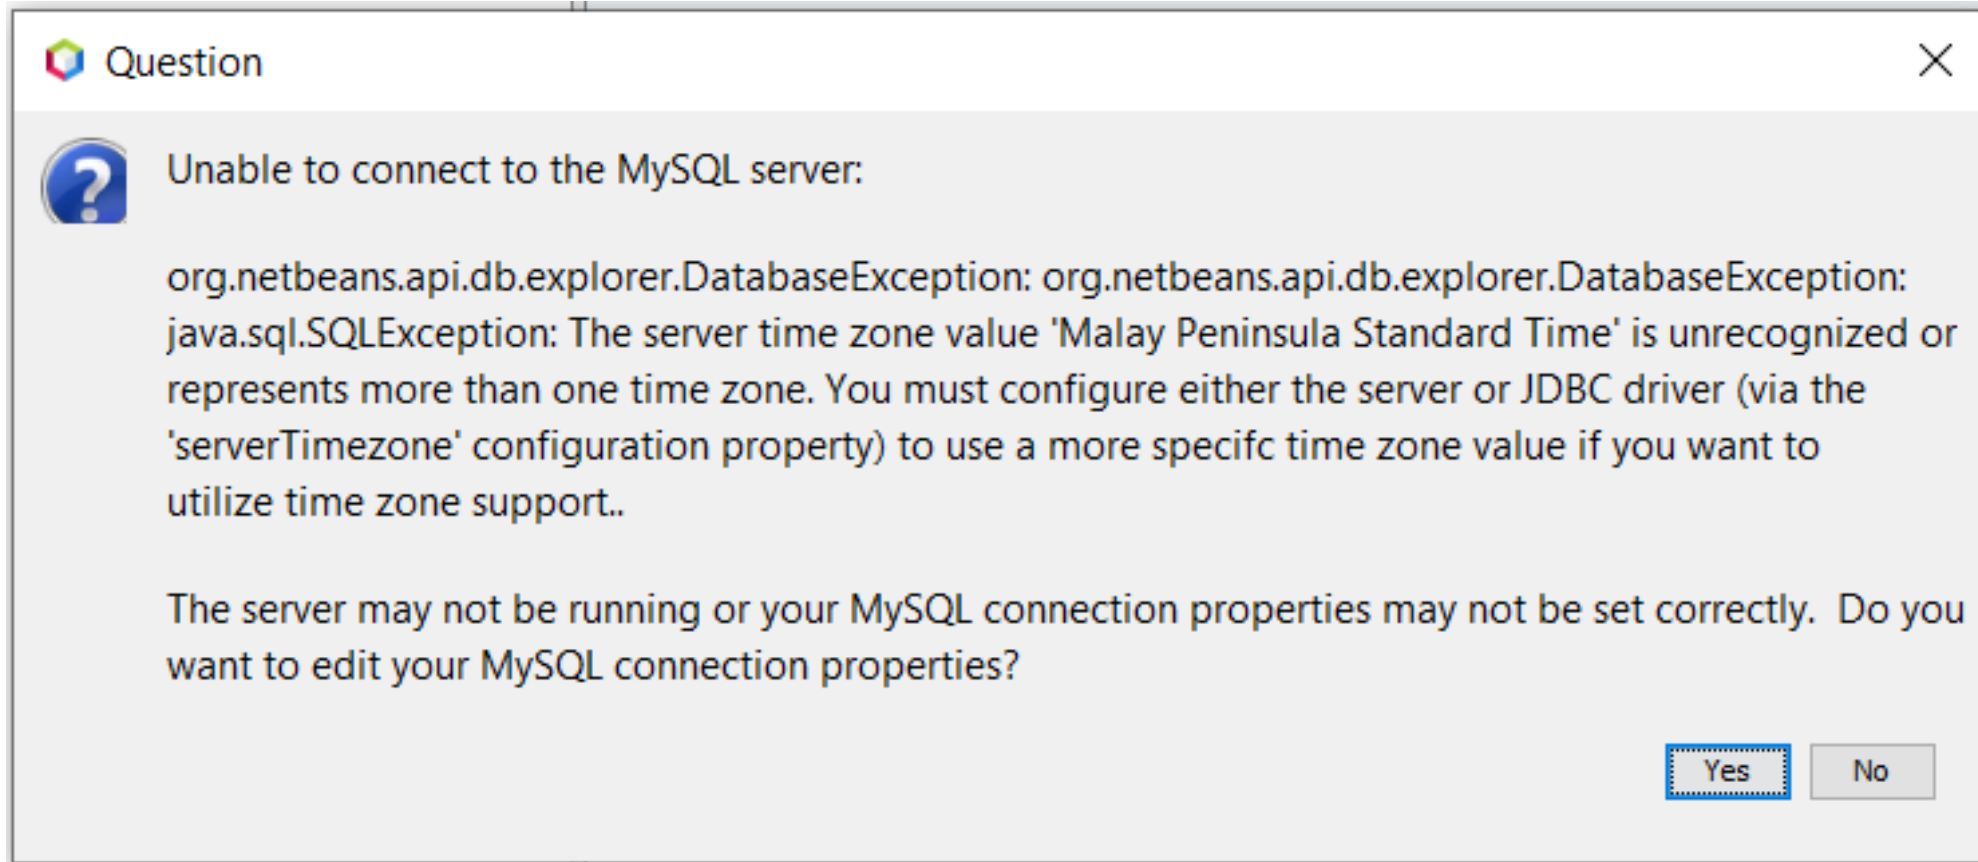 Question
Unable to connect to the MySQL server:
org.netbeans.api.db.explorer.DatabaseException: org.netbeans.api.db.explorer.DatabaseException:
java.sql.SQLException: The server time zone value 'Malay Peninsula Standard Time' is unrecognized or
represents more than one time zone. You must configure either the server or JDBC driver (via the
'serverTimezone' configuration property) to use a more specifc time zone value if you want to
utilize time zone support..
The server may not be running or your MySQL connection properties may not be set correctly.  Do you
want to edit your MySQL connection properties?
Yes No